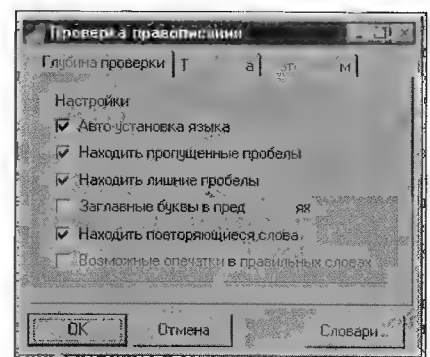 Проверка правописания
Глубина проверки
Настройки
Авто-установка языка
Находить пропущенные пробелы
Находить лишние пробелы
Заглавные буквы в
Находить повторяющиеся слова
Возможные опечатки в правильных словах
OK Отмена Словари...